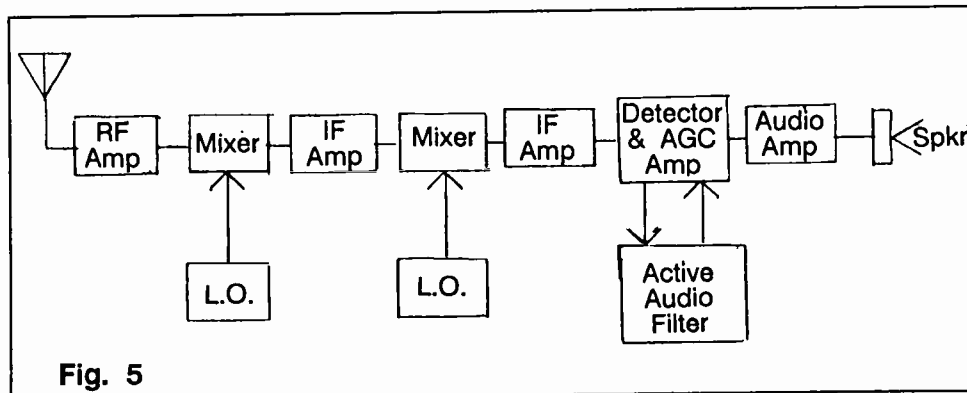 RF
Amp
Mixer
IF
Amp
Mixer
IF
Amp
Detector
& AGC
Amp
Audio
Amp
Spkr
L.O.
L.O.
Active
Audio
Filter
Fig. 5